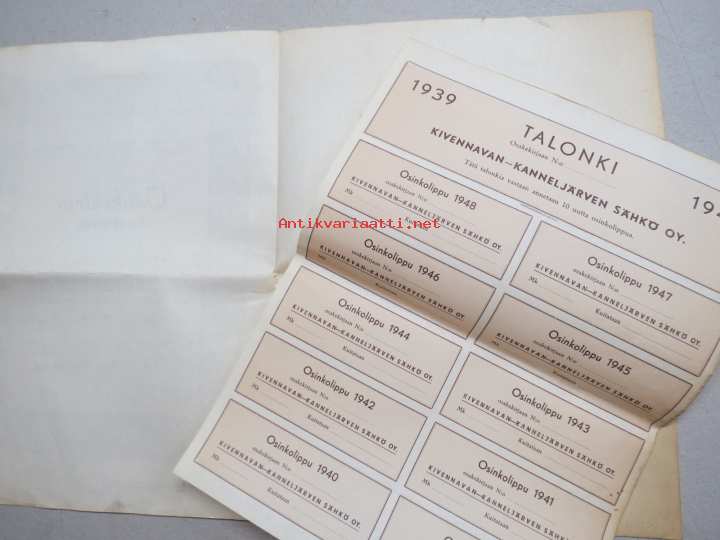 1939
TALONKI
194
Osakekirjaan N:o
KIVENNAVAN—KANNELJÄRVEN SÄHKÖ OY.
Tätä talonkia vastaan annetaan 10 uutta osinkolippua.
Osinkolippu 1948
osakekirjaan N:o
KIVENNAVAN—KANNELJÄRVEN SÄHKÖ OY.
Mk
Kuitataan
Osinkolippu 1947
osakekirjaan N:o
KIVENNAVAN—KANNELJÄRVEN SÄHKÖ OY.
Mk
Kuitataan
Antikvariaatti.net
Osinkolippu 1946
osakekirjaan N:o
KIVENNAVAN—KANNELJÄRVEN SÄHKÖ OY.
Osinkolippu 1945
osakekirjaan N:o
KIVENNAVAN—KANNELJÄRVEN SÄHKÖ OY.
Mk
Kuitataan
Osinkolippu 1944
osakekirjaan N:o
KIVENNAVAN—KANNELJÄRVEN SÄHKÖ OY.
Mk
Kuitataan
Osinkolippu 1943
osakekirjaan N:o
KIVENNAVAN—KANNELJÄRVEN SÄHKÖ OY.
Mk
Kuitataan
Osinkolippu 1942
osakekirjaan N:o
KIVENNAVAN—KANNELJÄRVEN SÄHKÖ OY.
Mk
Kuitataan
Osinkolippu 1941
osakekirjaan N:o
KIVENNAVAN—KANNELJÄRVEN SÄHKÖ OY.
Mk
Kuitataan
Osinkolippu 1940
osakekirjaan N:o
KIVENNAVAN—KANNELJÄRVEN SÄHKÖ OY.
Mk
Kuitataan
Osinkolippu